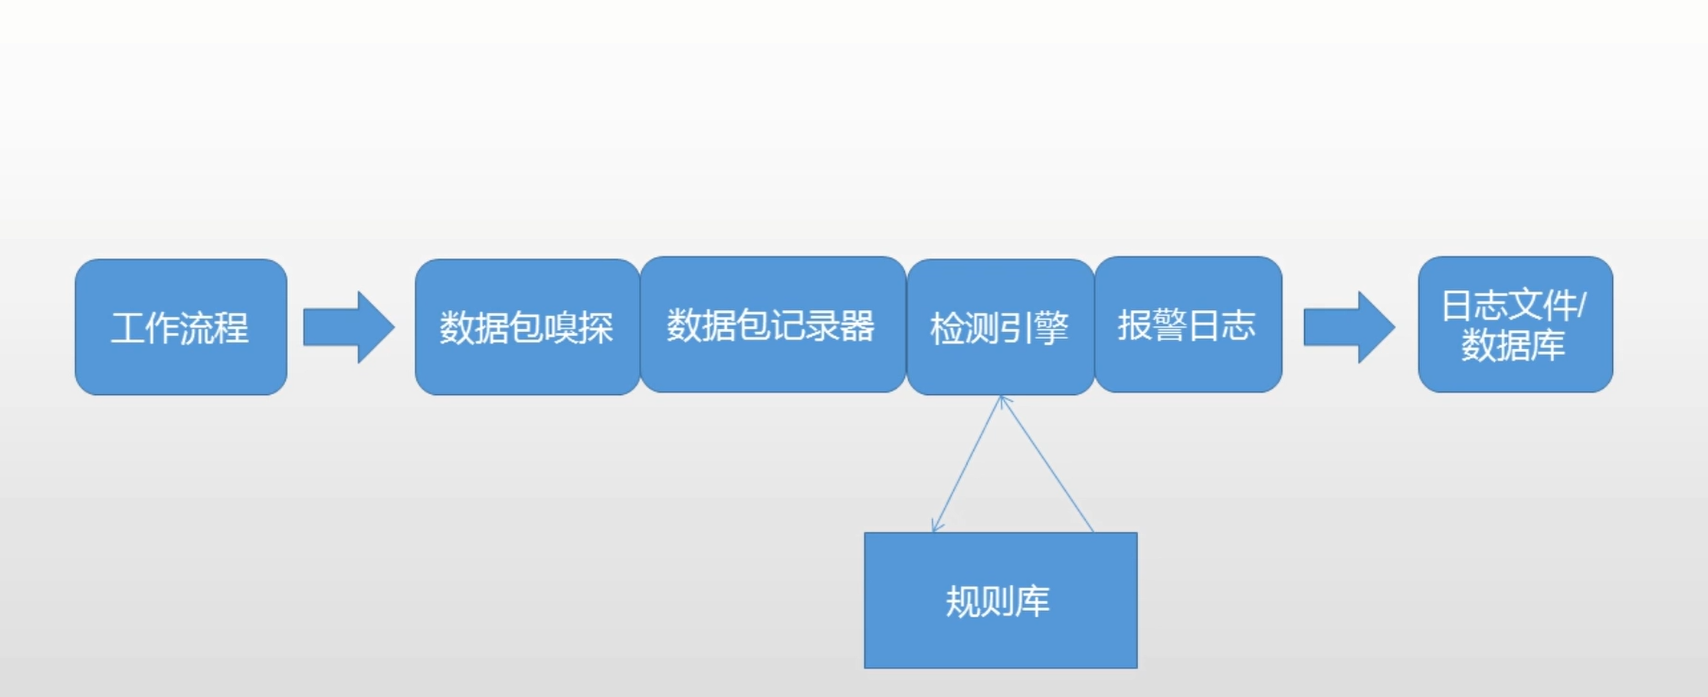 工作流程
数据包嗅探
数据包记录器
检测引擎
报警日志
日志文件/
数据库
规则库